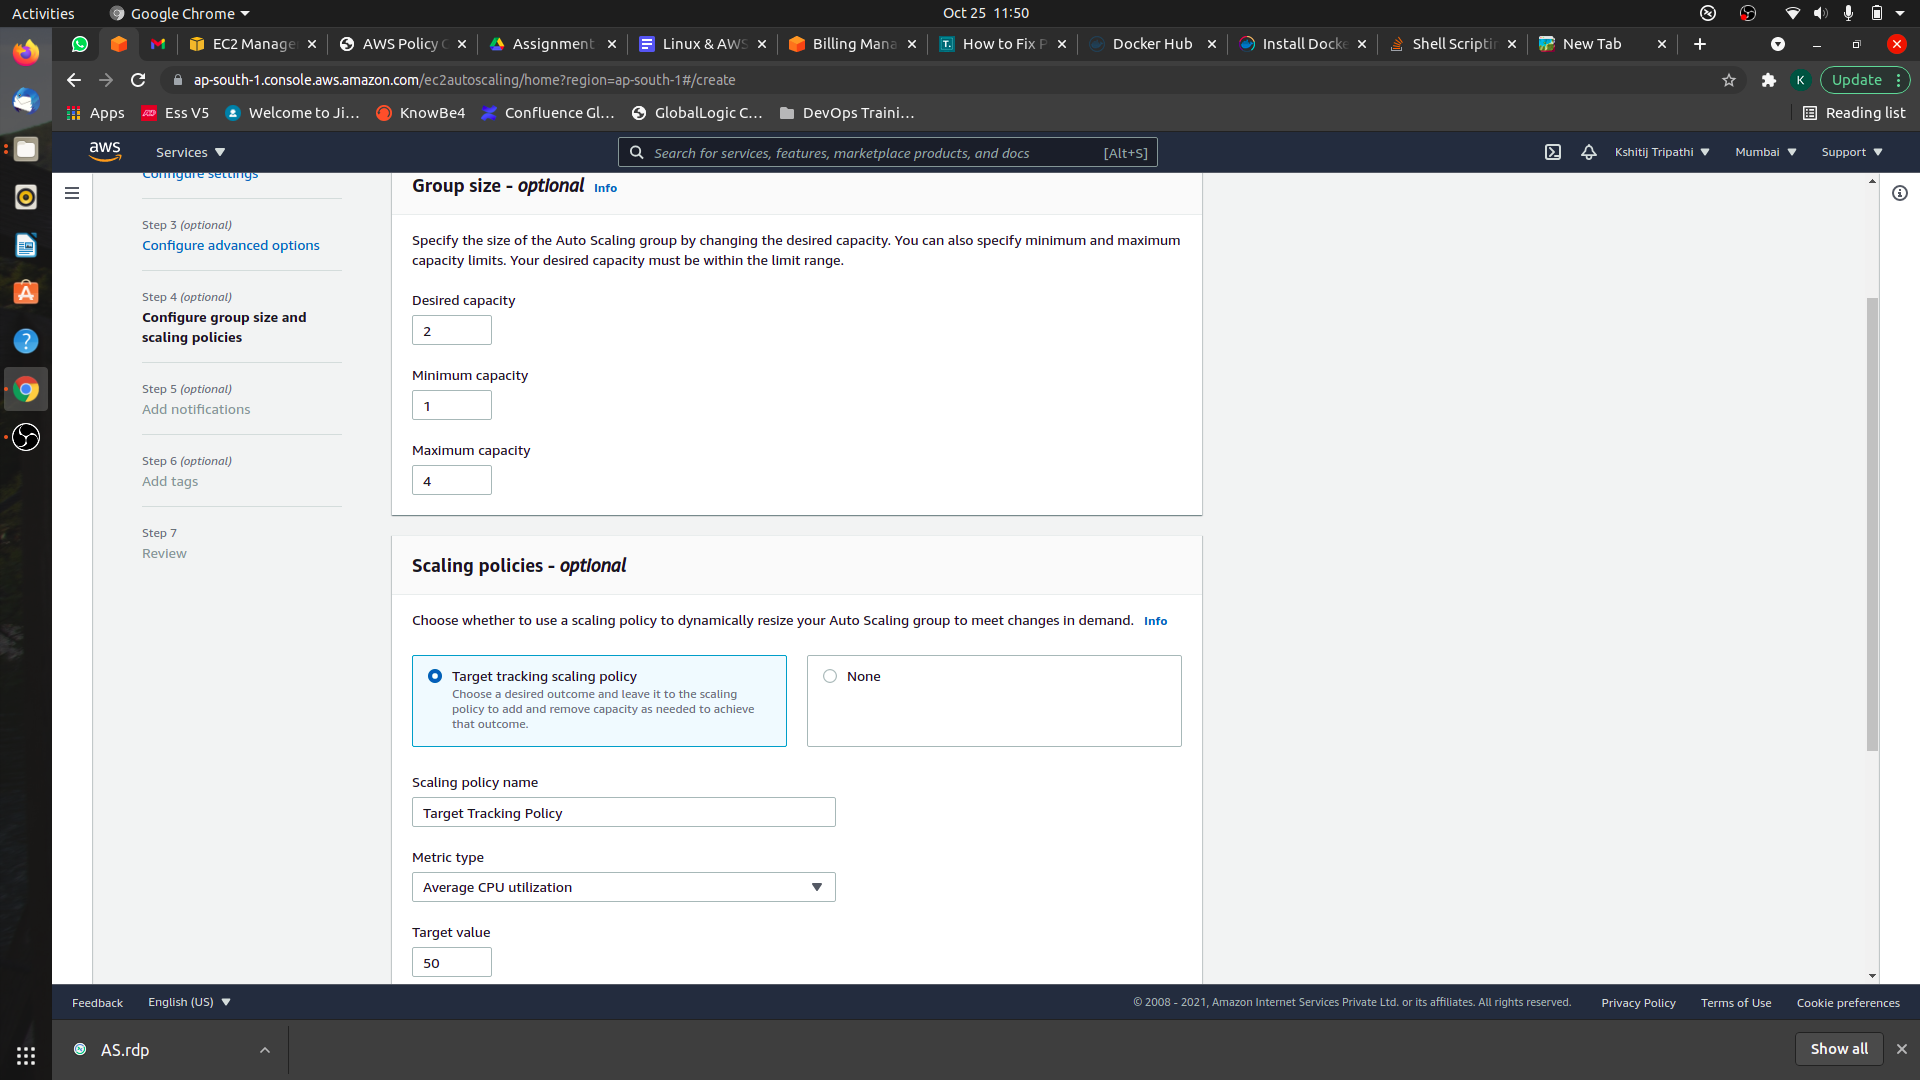 Activities
Google Chrome
Oct 25 11:50
EC2 Manage
AWS Policy G
Assignment
Linux & AWS
Billing Mana
How to Fix P
Docker Hub
Install Docke
Shell Scripti
New Tab
ap-south-1.console.aws.amazon.com/ec2autoscaling/home?region=ap-south-1#/create
K
Update
Apps
Ess V5
Welcome to Ji...
KnowBe4
Confluence Gl...
GlobalLogic C...
DevOps Traini...
Reading list
aws
Services
Search for services, features, marketplace products, and docs
[Alt+S]
Kshitij Tripathi
Mumbai
Support
Configure settings
Step 3 (optional)
Configure advanced options
Step 4 (optional)
Configure group size and
scaling policies
Step 5 (optional)
Add notifications
Step 6 (optional)
Add tags
Step 7
Review
Group size - optional Info
Specify the size of the Auto Scaling group by changing the desired capacity. You can also specify minimum and maximum
capacity limits. Your desired capacity must be within the limit range.
Desired capacity
2
Minimum capacity
1
Maximum capacity
4
Scaling policies - optional
Choose whether to use a scaling policy to dynamically resize your Auto Scaling group to meet changes in demand. Info
Target tracking scaling policy
Choose a desired outcome and leave it to the scaling
policy to add and remove capacity as needed to achieve
that outcome.
None
Scaling policy name
Target Tracking Policy
Metric type
Average CPU utilization
Target value
50
Feedback
English (US)
© 2008 - 2021, Amazon Internet Services Private Ltd. or its affiliates. All rights reserved.
Privacy Policy
Terms of Use
Cookie preferences
AS.rdp
Show all